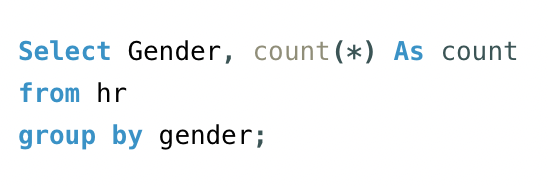 Select Gender, count(*) As count
from hr
group by gender;